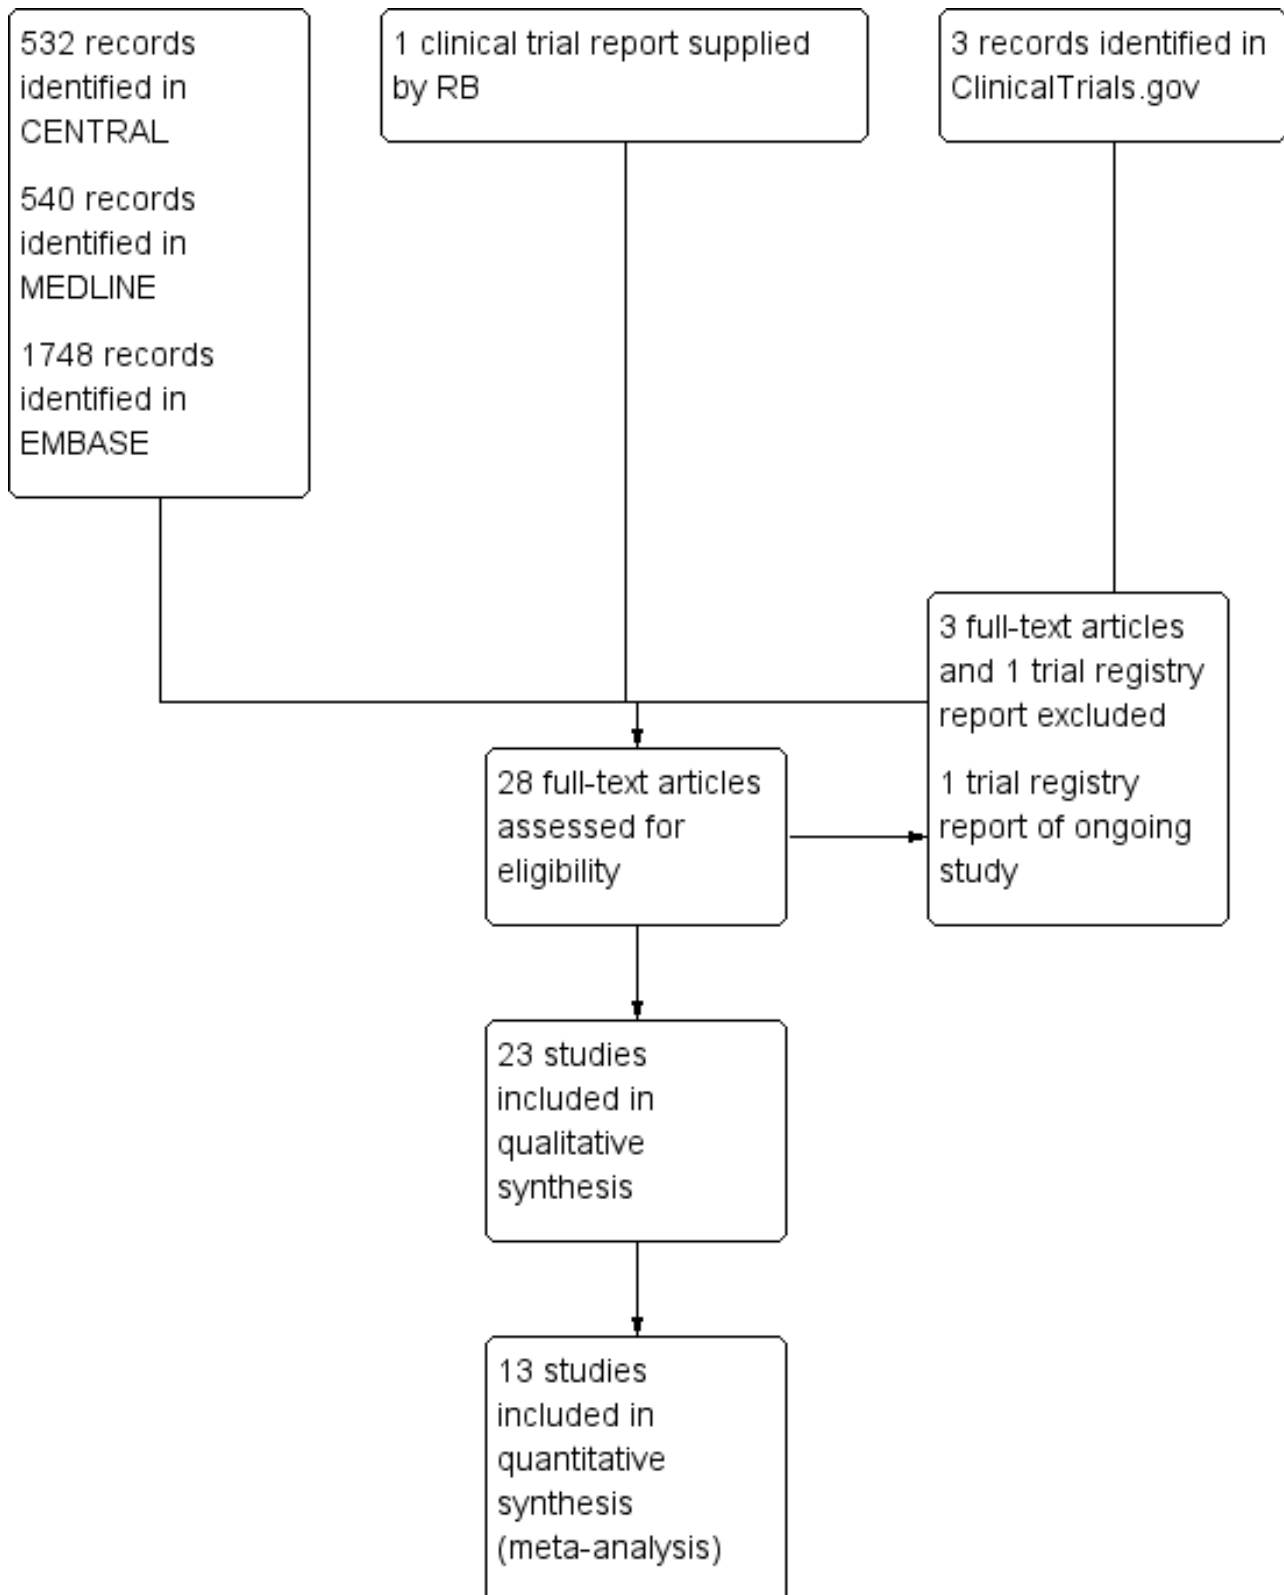 532 records
identified in
CENTRAL
540 records
identified in
MEDLINE
1748 records
identified in
EMBASE
1 clinical trial report supplied
by RB
3 records identified in
ClinicalTrials.gov
3 full-text articles
and 1 trial registry
report excluded
1 trial registry
report of ongoing
study
28 full-text articles
assessed for
eligibility
23 studies
included in
qualitative
synthesis
13 studies
included in
quantitative
synthesis
(meta-analysis)